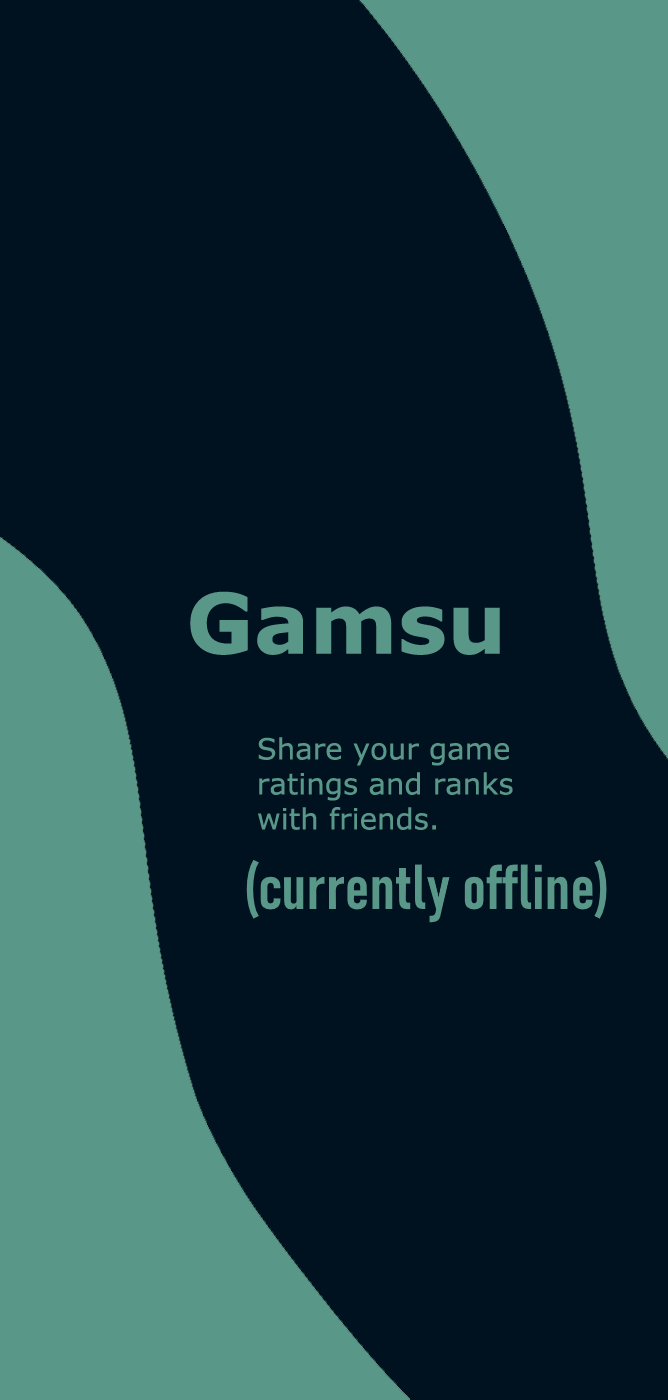 Gamsu
Share your game
ratings and ranks
with friends.
(currently offline)